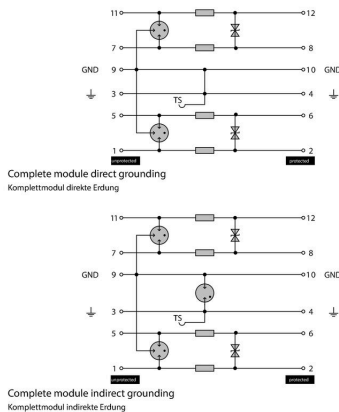 11 12
7 8
GND 9 10 GND
3 4
TS
5 6
1 2
unprotected protected
Complete module direct grounding
Komplettmodul direkte Erdung
11 12
7 8
GND 9 10 GND
3 4
TS
5 6
1 2
unprotected protected
Complete module indirect grounding
Komplettmodul indirekte Erdung